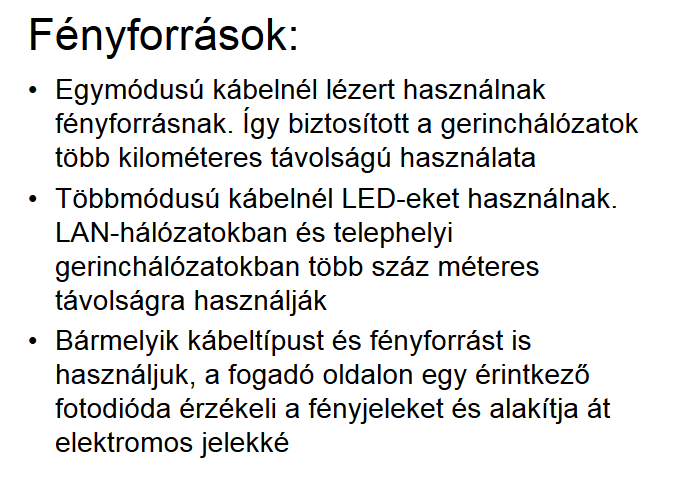 Fényforrások:
• Egymódusú kábelnél lézert használnak
fényforrásnak. Így biztosított a gerinchálózatok
több kilométeres távolságú használata
• Többmódusú kábelnél LED-eket használnak.
LAN-hálózatokban és telephelyi
gerinchálózatokban több száz méteres
távolságra használják
• Bármelyik kábeltípust és fényforrást is
használjuk, a fogadó oldalon egy érintkező
fotodióda érzékeli a fényjeleket és alakítja át
elektromos jelekké